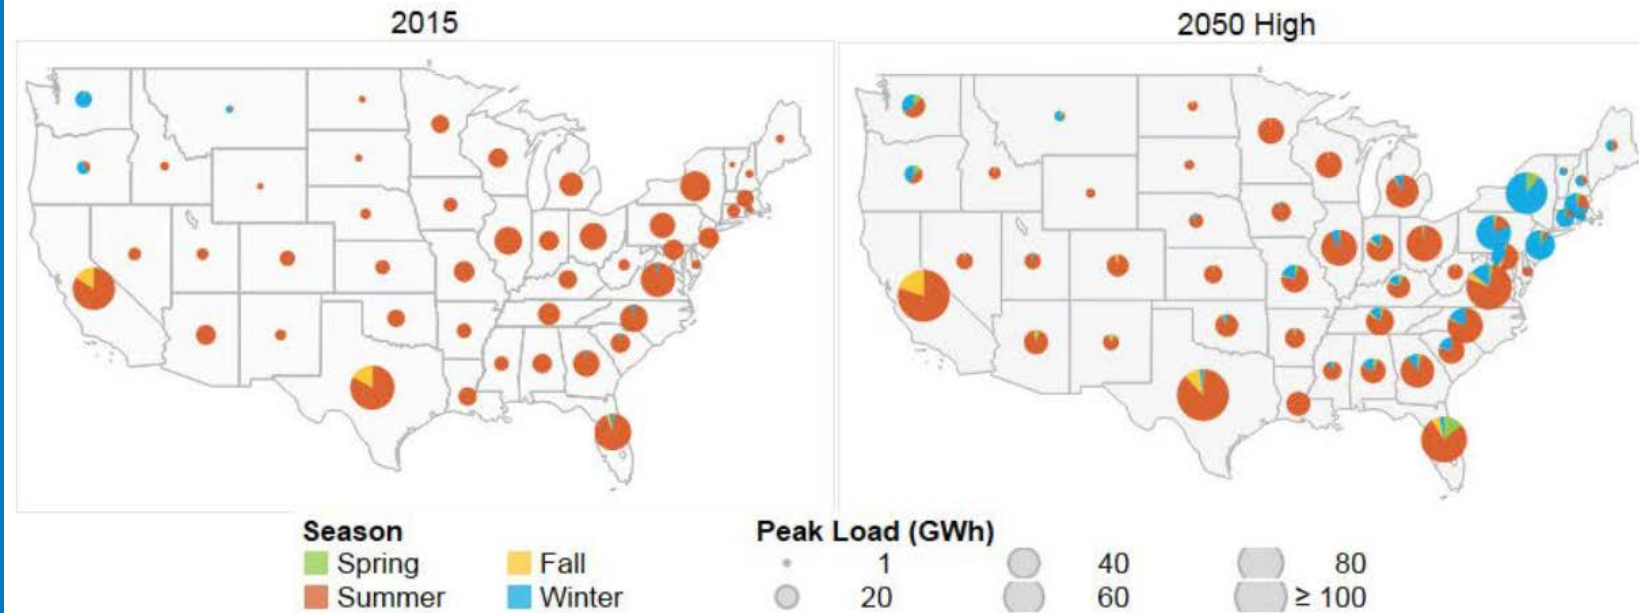 2015
2050 High
Season
Spring
Fall
Summer
Winter
Peak Load (GWh)
1
40
80
20
60
≥ 100